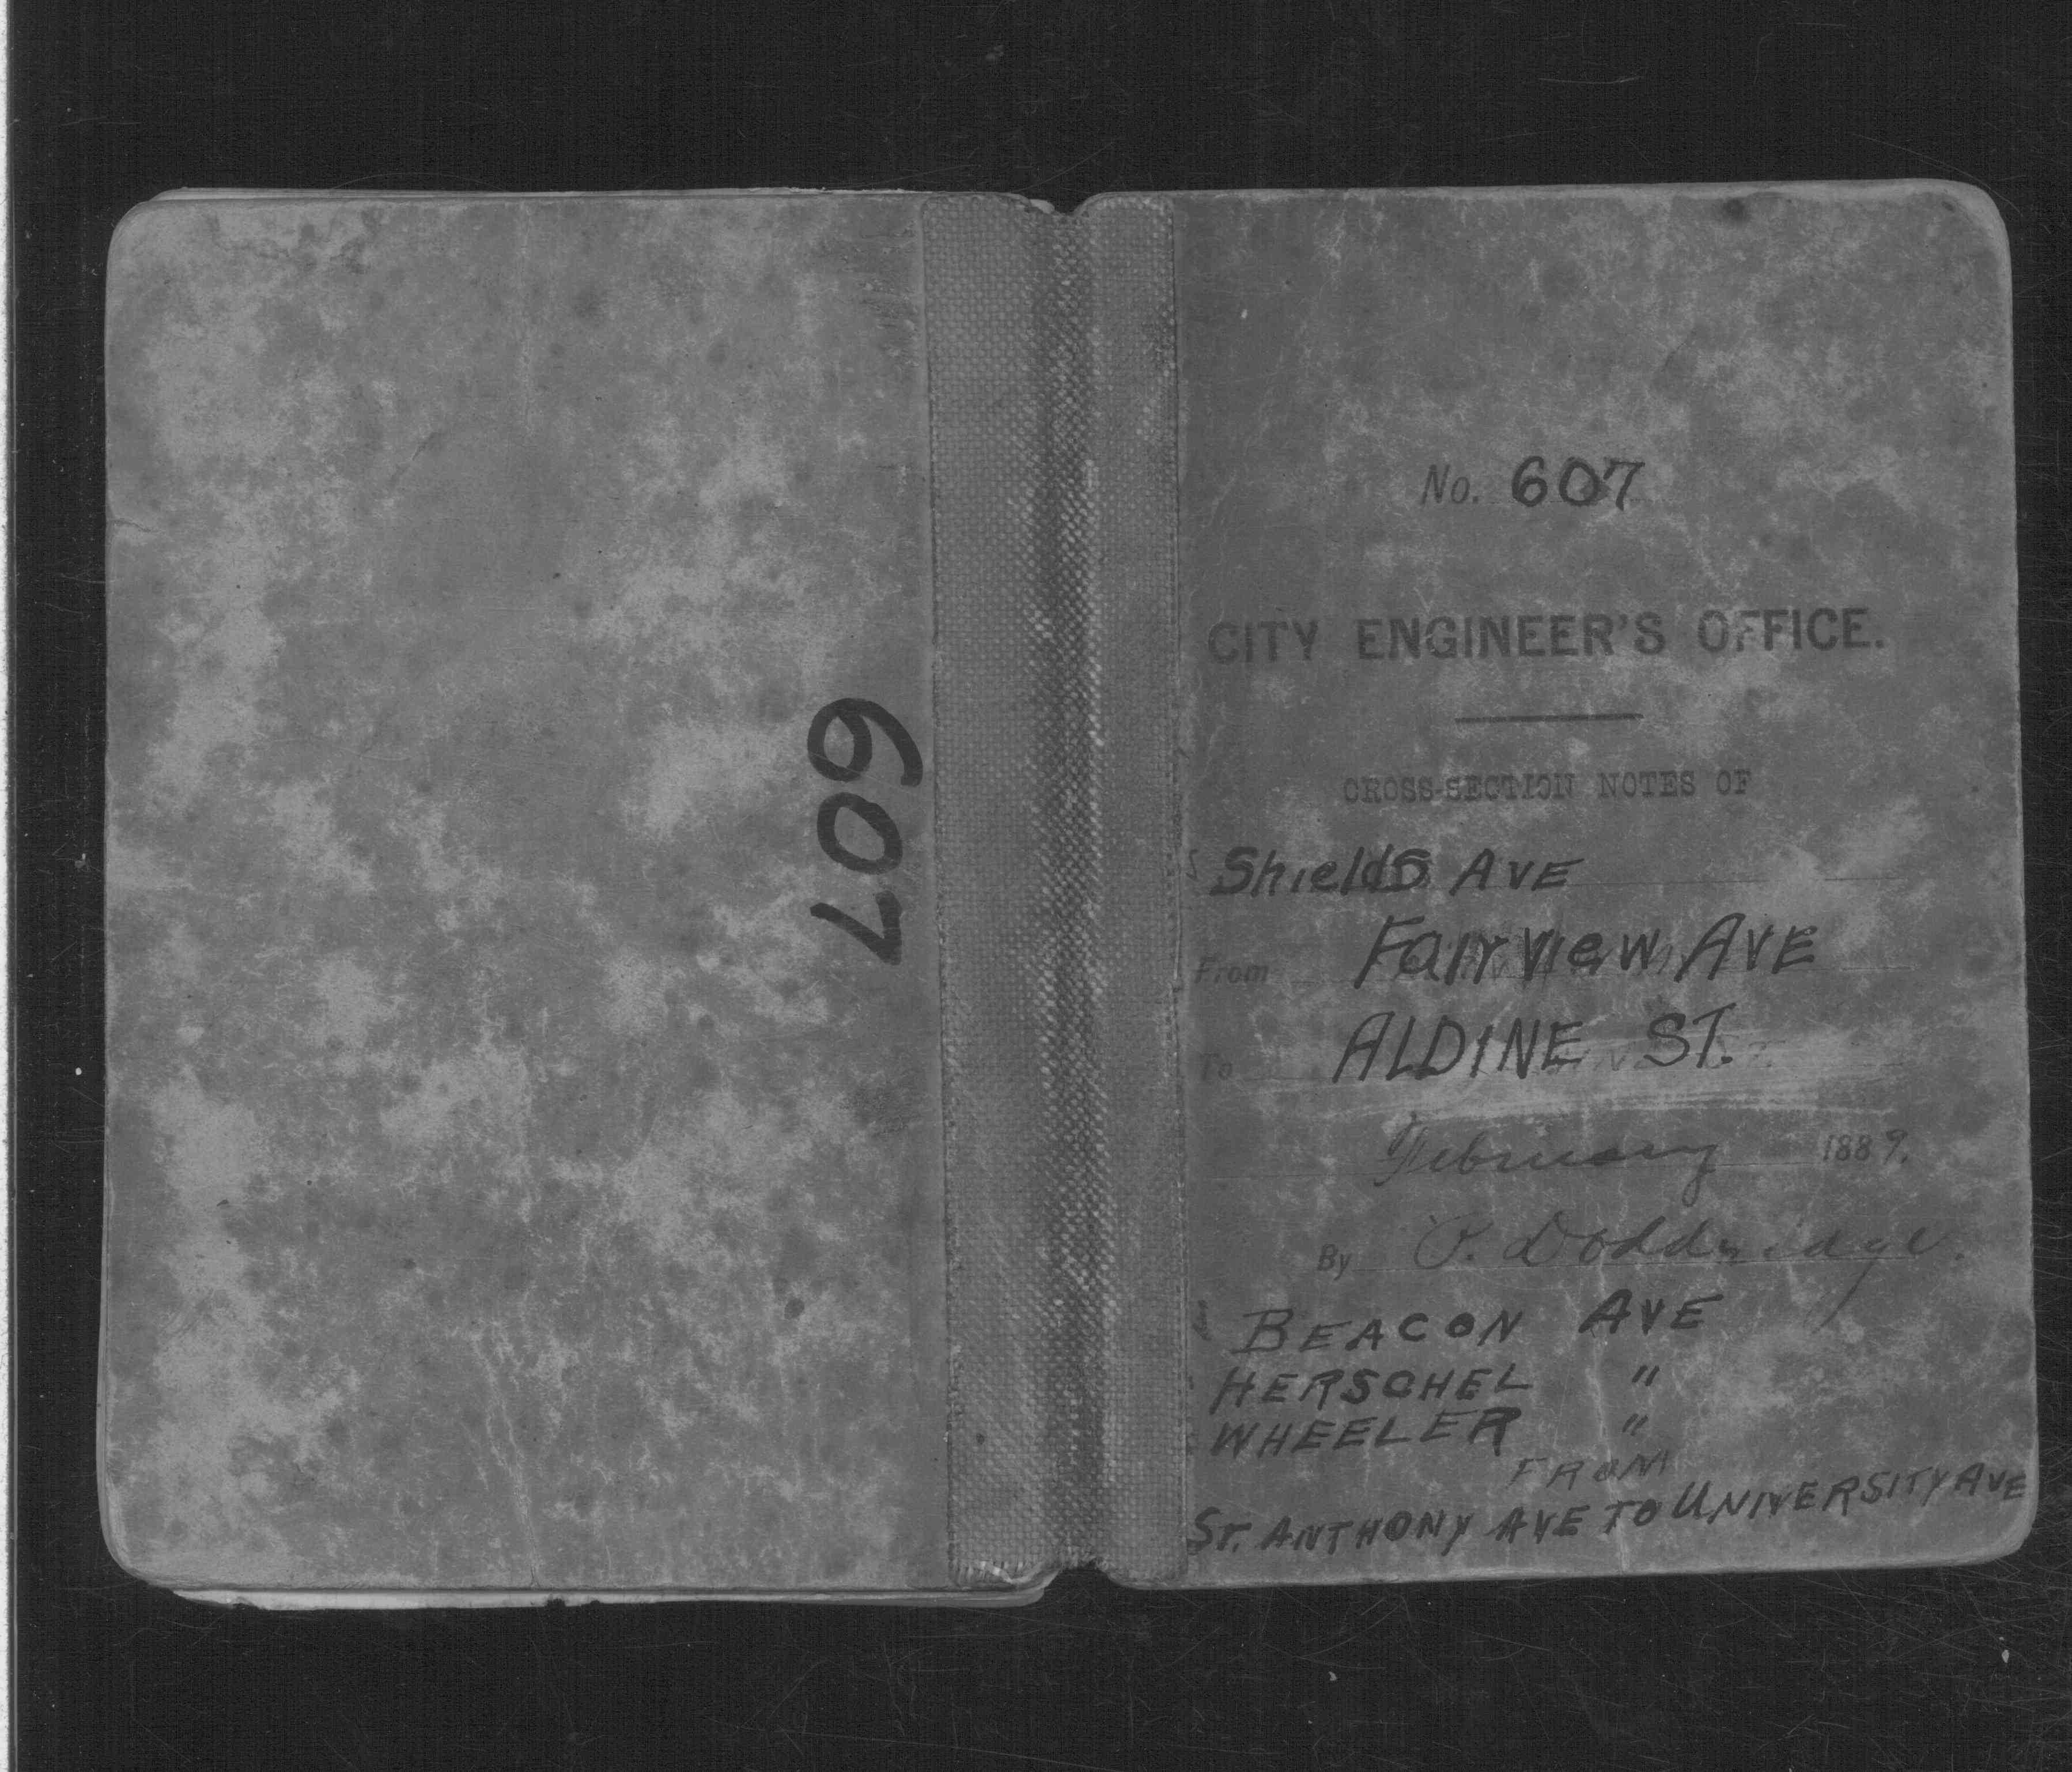 607
No. 607
CITY ENGINEER'S OFFICE.
CROSS-SECTION NOTES OF
Shields AVE
From Fairview AVE
To ALDINE ST.
February 1889.
By P. Doddridge.
BEACON AVE
HERSCHEL "
WHEELER "
FROM
ST. ANTHONY AVE TO UNIVERSITY AVE